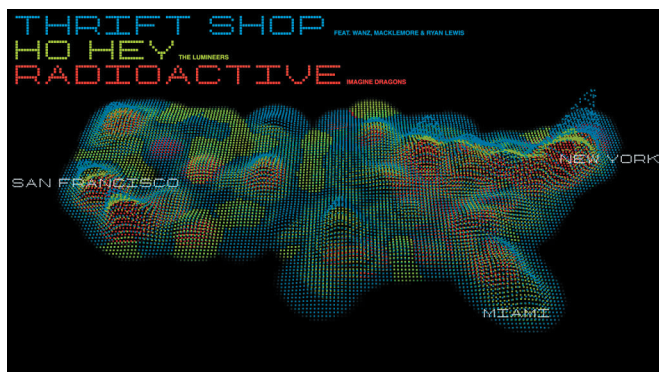 THRIFT SHOP FEAT. WANZ, MACKLEMORE & RYAN LEWIS
HO HEY THE LUMINEERS
RADIOACTIVE IMAGINE DRAGONS
NEW YORK
SAN FRANCISCO
MIAMI